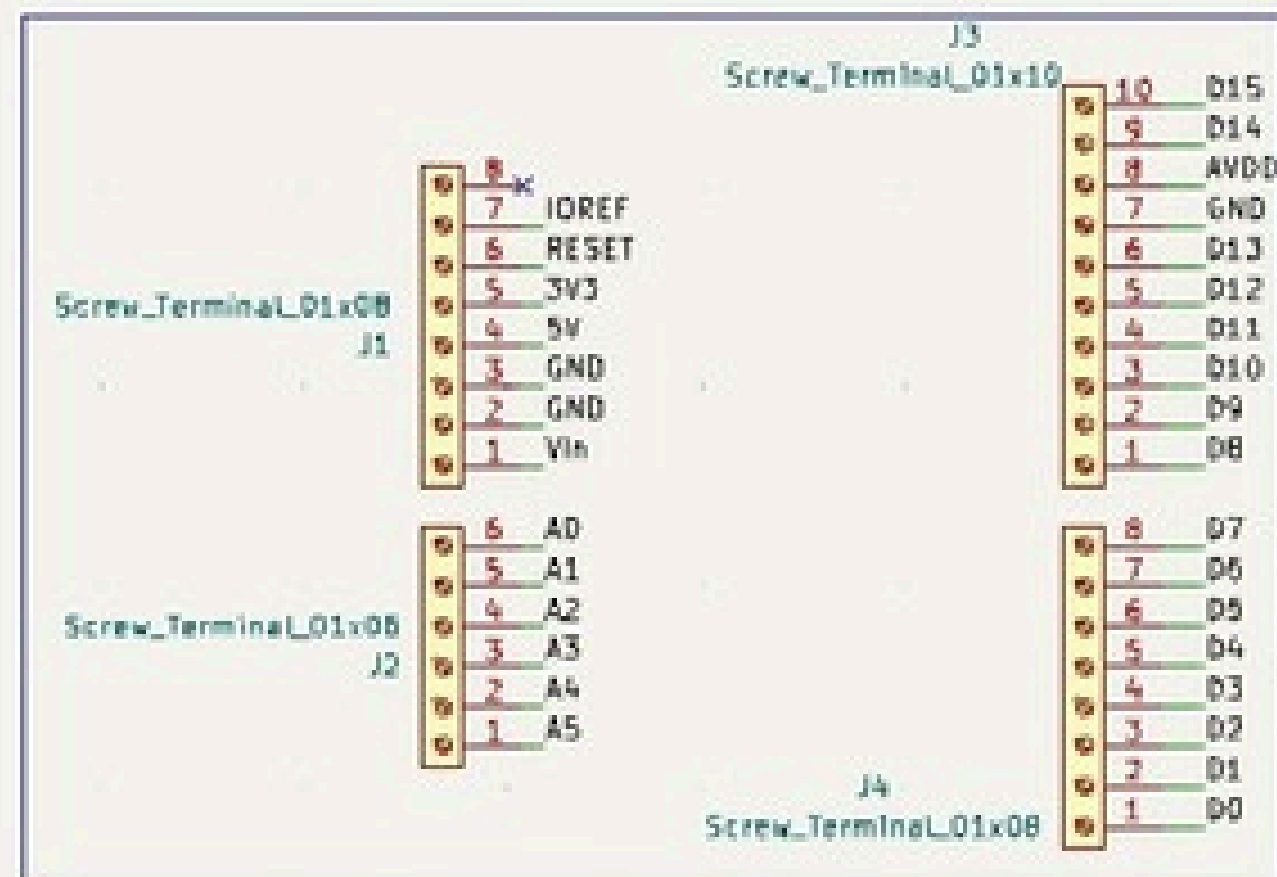 J3
Screw_Terminal_01x10
10 D15
9 D14
8 AVDD
7 GND
6 D13
5 D12
4 D11
3 D10
2 D9
1 D8
8
7 IOREF
6 RESET
5 3V3
4 5V
3 GND
2 GND
1 Vin
Screw_Terminal_01x08
J1
6 A0
5 A1
4 A2
3 A3
2 A4
1 A5
Screw_Terminal_01x06
J2
8 D7
7 D6
6 D5
5 D4
4 D3
3 D2
2 D1
1 D0
J4
Screw_Terminal_01x08